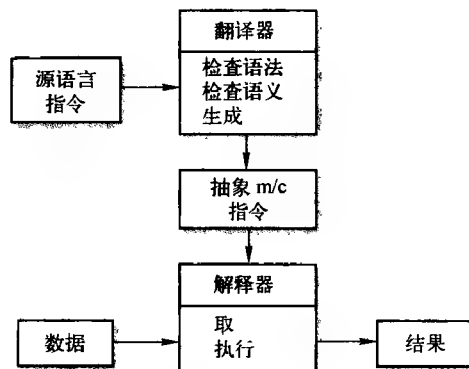 翻译器
检查语法
检查语义
生成
源语言
指令
抽象 m/c
指令
解释器
取
执行
数据
结果